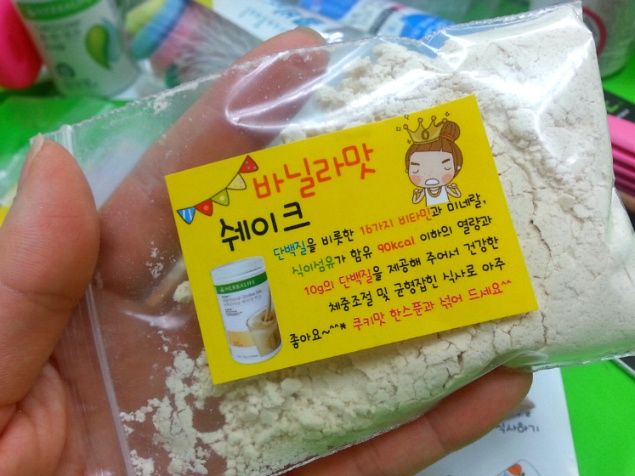 바닐라맛
쉐이크
단백질을 비롯한 16가지 비타민과 미네랄,
식이섬유가 함유 90kcal 이하의 열량과
10g의 단백질을 제공해 주어서 건강한
체중조절 및 균형잡힌 식사로 아주
좋아요~^^* 쿠키맛 한스푼과 섞어 드세요^^
HERBALIFE